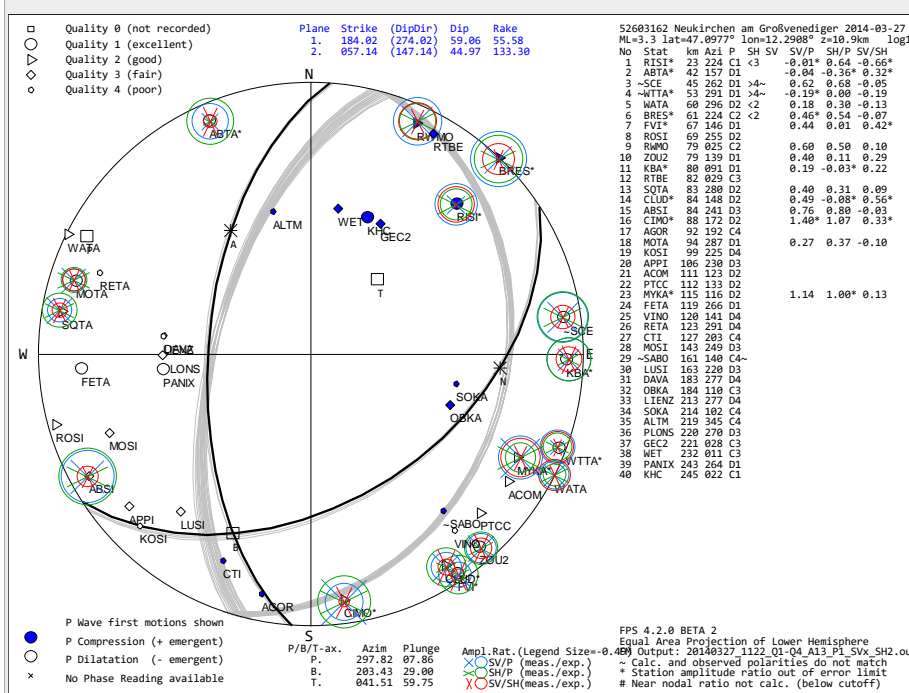 Quality 0 (not recorded)
Quality 1 (excellent)
Quality 2 (good)
Quality 3 (fair)
Quality 4 (poor)
Plane Strike (DipDir) Dip Rake
1. 184.02 (274.02) 59.06 55.58
2. 057.14 (147.14) 44.97 133.30
52603162 Neukirchen am Großvenediger 2014-03-27
ML=3.3 lat=47.0977° lon=12.2908° z=10.9km log1
No Stat km Azi P SH SV SV/P SH/P SV/SH
1 RISI* 23 224 C1 <3 -0.01* 0.64 -0.66*
2 ABTA* 42 157 D1 -0.04 -0.36* 0.32*
3 ~SCE 45 262 D1 >4~ 0.62 0.68 -0.05
4 ~WTTA* 53 291 D1 >4~ -0.19* 0.00 -0.19
5 WATA 60 296 D2 <2 0.18 0.30 -0.13
6 BRES* 61 224 C2 <2 0.46* 0.54 -0.07
7 FVI* 67 146 D1 0.44 0.01 0.42*
8 ROSI 69 255 D2
9 RWMO 79 025 C2 0.60 0.50 0.10
10 ZOU2 79 139 D1 0.40 0.11 0.29
11 KBA* 80 091 D1 0.19 -0.03* 0.22
12 RTBE 82 029 C3
13 SQTA 83 280 D2 0.40 0.31 0.09
14 CLUD* 84 148 D2 0.49 -0.08* 0.56*
15 ABSI 84 241 D3 0.76 0.80 -0.03
16 CIMO* 88 172 D2 1.40* 1.07 0.33*
17 AGOR 92 192 C4
18 MOTA 94 287 D1 0.27 0.37 -0.10
19 KOSI 99 225 D4
20 APPI 106 230 D3
21 ACOM 111 123 D2
22 PTCC 112 133 D2
23 MYKA* 115 116 D2 1.14 1.00* 0.13
24 FETA 119 266 D1
25 VINO 120 141 D4
26 RETA 123 291 D4
27 CTI 127 203 C4
28 MOSI 143 249 D3
29 ~SABO 161 140 C4~
30 LUSI 163 220 D3
31 DAVA 183 277 D4
32 OBKA 184 110 C3
33 LIENZ 213 277 D4
34 SOKA 214 102 C4
35 ALTM 219 345 C4
36 PLONS 220 270 D3
37 GEC2 221 028 C3
38 WET 232 011 C3
39 PANIX 243 264 D1
40 KHC 245 022 C1
N
ABTA*
RWMO
RTBE
BRES*
ALTM
WET
KHC
GEC2
RISI*
A
WATA
P
RETA
MOTA
SQTA
T
~SCE
W
E
DAVA
LONS
PANIX
FETA
KBA*
N
SOKA
OBKA
ROSI
MOSI
ABSI
MYKA*
WTTA*
WATA
ACOM
APPI
KOSI
LUSI
B
~SABO
PTCC
VINO
ZOU2
CLUD*
FVI*
CTI
AGOR
CIMO*
S
P Wave first motions shown
P Compression (+ emergent)
P Dilatation (- emergent)
No Phase Reading available
P/B/T-ax. Azim Plunge
P. 297.82 07.86
B. 203.43 29.00
T. 041.51 59.75
Ampl.Rat.(Legend Size=-0.4
SV/P (meas./exp.)
SH/P (meas./exp.)
SV/SH(meas./exp.)
FPS 4.2.0 BETA 2
Equal Area Projection of Lower Hemisphere
Output: 20140327_1122_Q1-Q4_A13_P1_SVx_SH2.ou
~ Calc. and observed polarities do not match
* Station amplitude ratio out of error limit
# Near nodal ratio not calc. (below cutoff)